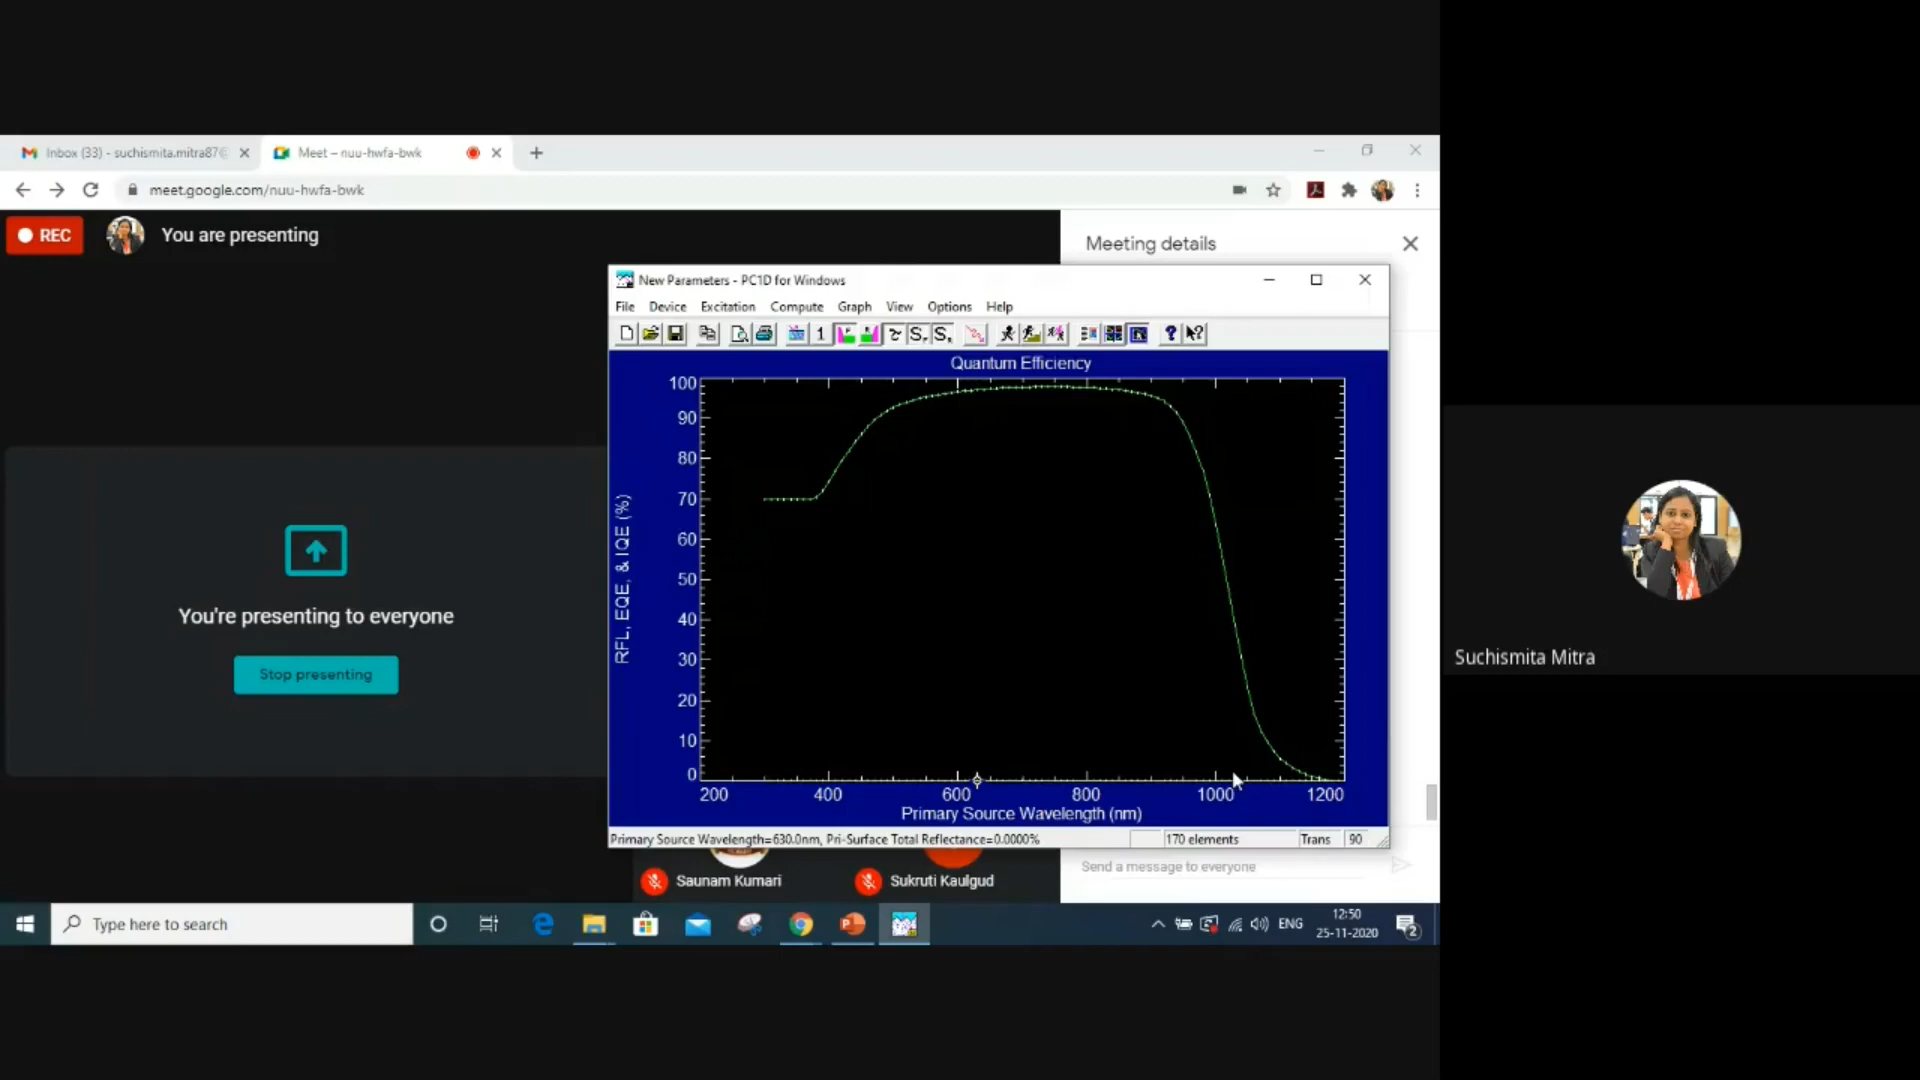 Inbox (33) - suchismita.mitra87@
Meet – nuu-hwfa-bwk
meet.google.com/nuu-hwfa-bwk
REC
You are presenting
Meeting details
New Parameters - PC1D for Windows
File Device Excitation Compute Graph View Options Help
Quantum Efficiency
100
90
80
70
60
50
40
30
20
10
0
RFL, EQE, & IQE (%)
200 400 600 800 1000 1200
Primary Source Wavelength (nm)
Primary Source Wavelength=630.0nm, Pri-Surface Total Reflectance=0.0000%
170 elements
Trans
90
You're presenting to everyone
Stop presenting
Suchismita Mitra
Saunam Kumari
Sukruti Kaulgud
Send a message to everyone
Type here to search
ENG
12:50
25-11-2020
2